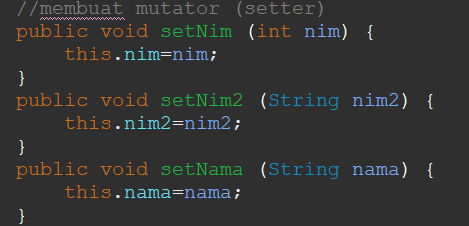 //membuat mutator (setter)
public void setNim (int nim) {
    this.nim=nim;
}
public void setNim2 (String nim2) {
    this.nim2=nim2;
}
public void setNama (String nama) {
    this.nama=nama;
}